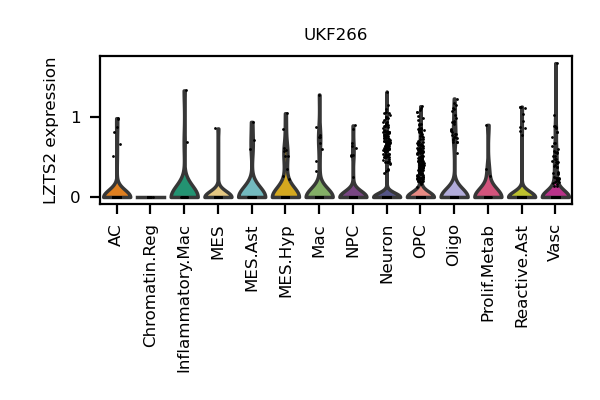 UKF266
LZTS2 expression
1
0
AC
Chromatin.Reg
Inflammatory.Mac
MES
MES.Ast
MES.Hyp
Mac
NPC
Neuron
OPC
Oligo
Prolif.Metab
Reactive.Ast
Vasc